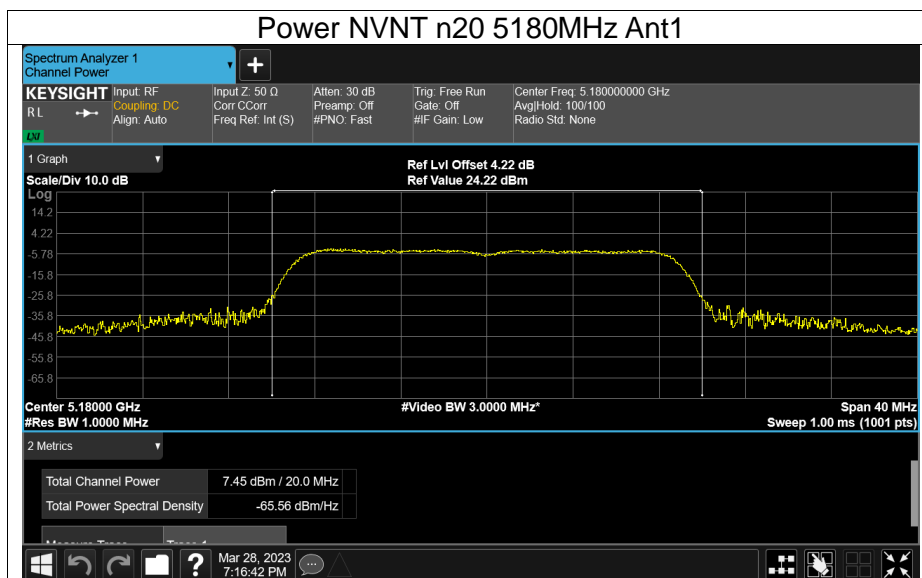 Power NVNT n20 5180MHz Ant1
Spectrum Analyzer 1
Channel Power
KEYSIGHT
R L
LXI
Input: RF
Coupling: DC
Align: Auto
Input Z: 50 Ω
Corr CCorr
Freq Ref: Int (S)
Atten: 30 dB
Preamp: Off
#PNO: Fast
Trig: Free Run
Gate: Off
#IF Gain: Low
Center Freq: 5.180000000 GHz
Avg|Hold: 100/100
Radio Std: None
1 Graph
Scale/Div 10.0 dB
Ref Lvl Offset 4.22 dB
Ref Value 24.22 dBm
Log
14.2
4.22
-5.78
-15.8
-25.8
-35.8
-45.8
-55.8
-65.8
Center 5.18000 GHz
#Res BW 1.0000 MHz
#Video BW 3.0000 MHz*
Span 40 MHz
Sweep 1.00 ms (1001 pts)
2 Metrics
Total Channel Power 7.45 dBm / 20.0 MHz
Total Power Spectral Density -65.56 dBm/Hz
Mar 28, 2023
7:16:42 PM